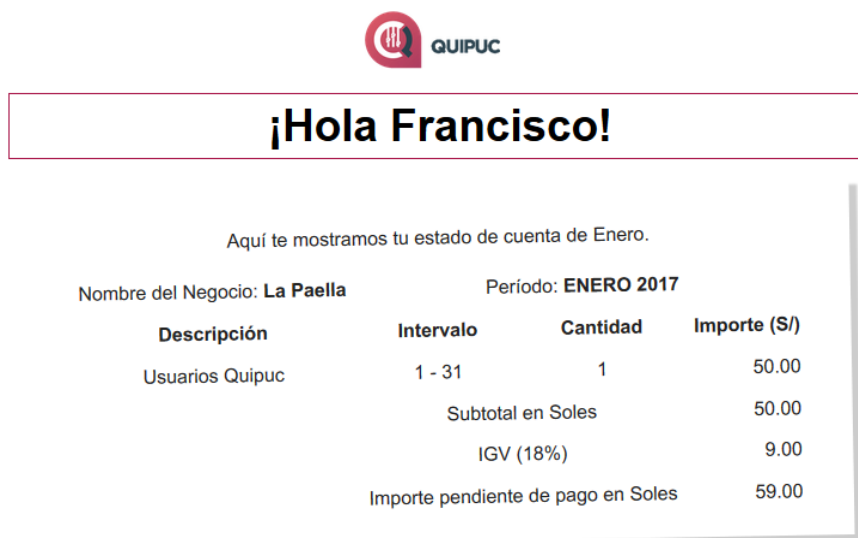 QUIPUC
¡Hola Francisco!
Aquí te mostramos tu estado de cuenta de Enero.
Nombre del Negocio: La Paella Período: ENERO 2017
Descripción Intervalo Cantidad Importe (S/)
Usuarios Quipuc 1 - 31 1 50.00
Subtotal en Soles 50.00
IGV (18%) 9.00
Importe pendiente de pago en Soles 59.00